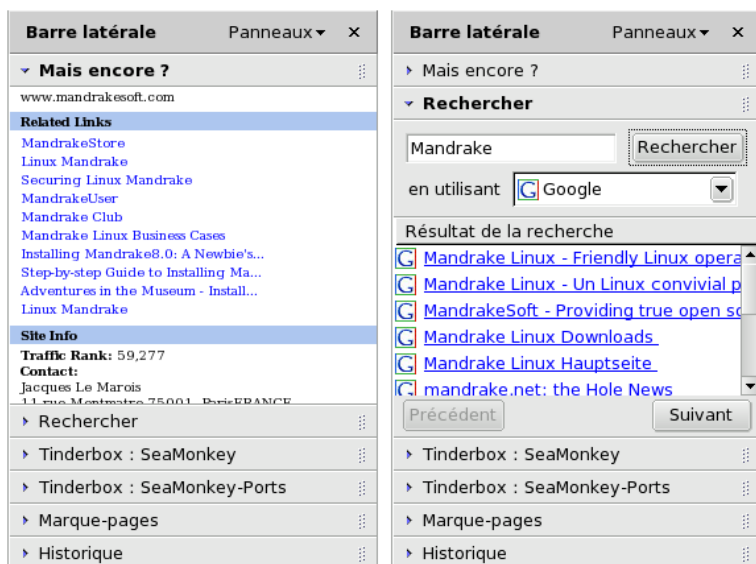 Barre latérale Panneaux
Mais encore ?
www.mandrakesoft.com
Related Links
MandrakeStore
Linux Mandrake
Securing Linux Mandrake
MandrakeUser
Mandrake Club
Mandrake Linux Business Cases
Installing Mandrake8.0: A Newbie's...
Step-by-step Guide to Installing Ma...
Adventures in the Museum - Install...
Linux Mandrake
Site Info
Traffic Rank: 59,277
Contact:
Jacques Le Marois
11 rue Montmatre 75001, ParisFRANCE
Rechercher
Tinderbox : SeaMonkey
Tinderbox : SeaMonkey-Ports
Marque-pages
Historique
Barre latérale Panneaux
Mais encore ?
Rechercher
Mandrake Rechercher
en utilisant Google
Résultat de la recherche
Mandrake Linux - Friendly Linux opera
Mandrake Linux - Un Linux convivial p
MandrakeSoft - Providing true open so
Mandrake Linux Downloads
Mandrake Linux Hauptseite
mandrake.net: the Hole News
Précédent Suivant
Tinderbox : SeaMonkey
Tinderbox : SeaMonkey-Ports
Marque-pages
Historique